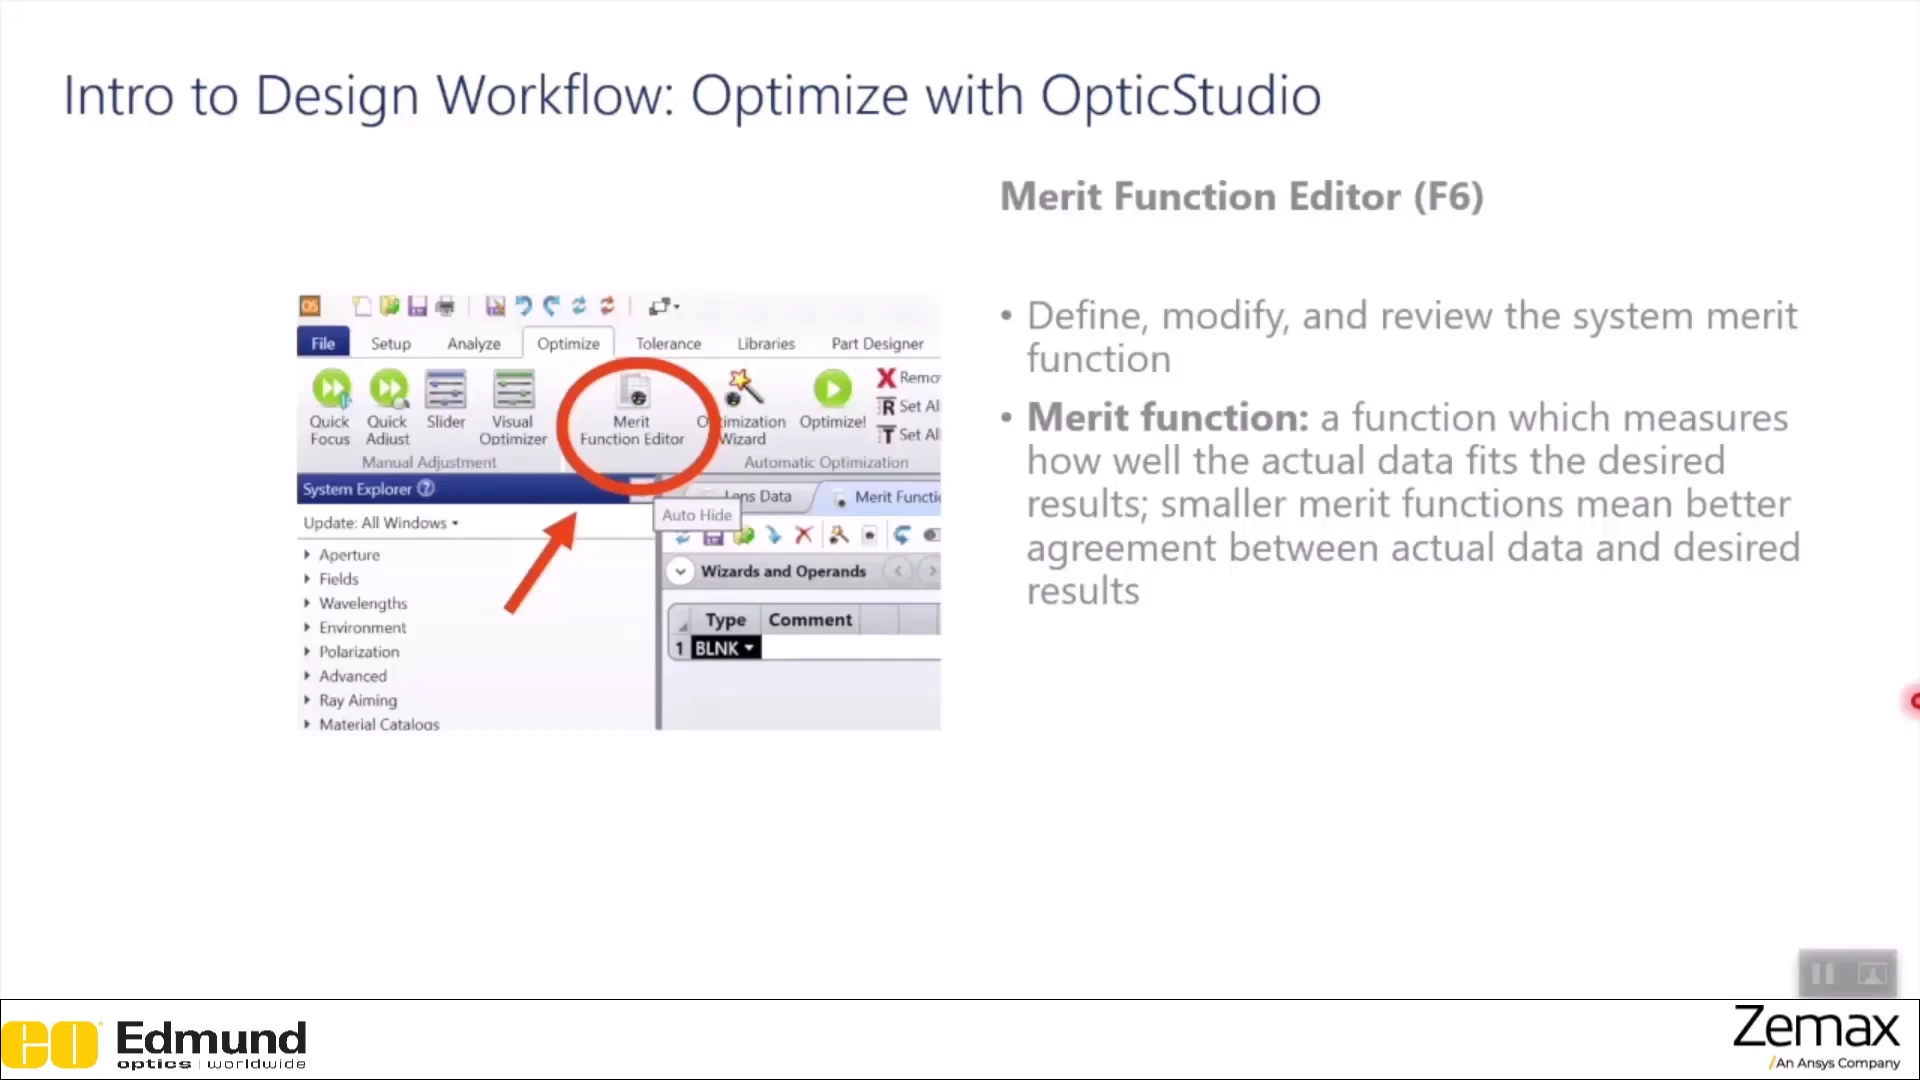 Intro to Design Workflow: Optimize with OpticStudio
Merit Function Editor (F6)
• Define, modify, and review the system merit
function
• Merit function: a function which measures
how well the actual data fits the desired
results; smaller merit functions mean better
agreement between actual data and desired
results
OS
File Setup Analyze Optimize Tolerance Libraries Part Designer
Quick Focus
Quick Adjust
Slider
Visual Optimizer
Merit Function Editor
Wizard
Optimize!
Set Al
Set Al
Manual Adjustment
Automatic Optimization
System Explorer ?
Lens Data
Merit Functi
Auto Hide
Update: All Windows
Aperture
Fields
Wavelengths
Environment
Polarization
Advanced
Ray Aiming
Material Catalogs
Wizards and Operands
Type Comment
1 BLNK
EO Edmund
optics | worldwide
Zemax
An Ansys Company